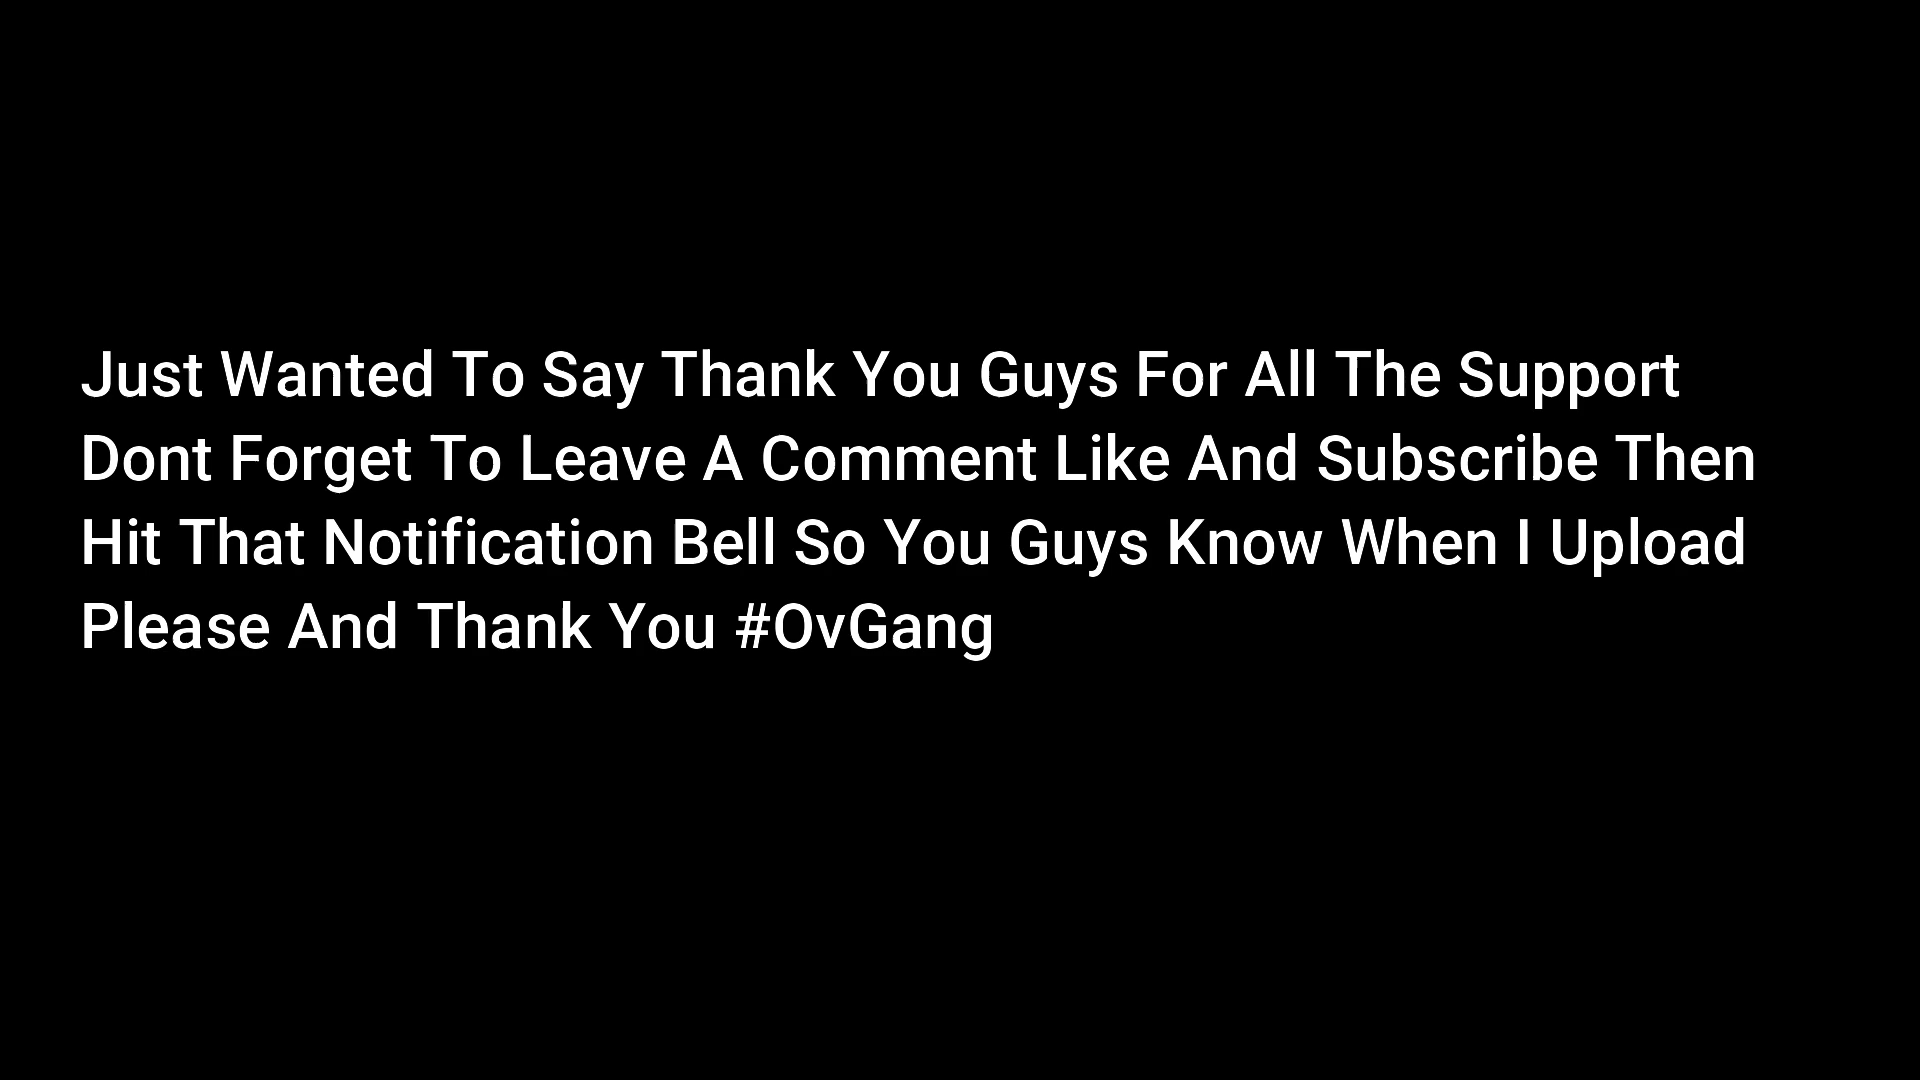 Just Wanted To Say Thank You Guys For All The Support
Dont Forget To Leave A Comment Like And Subscribe Then
Hit That Notification Bell So You Guys Know When I Upload
Please And Thank You #OvGang